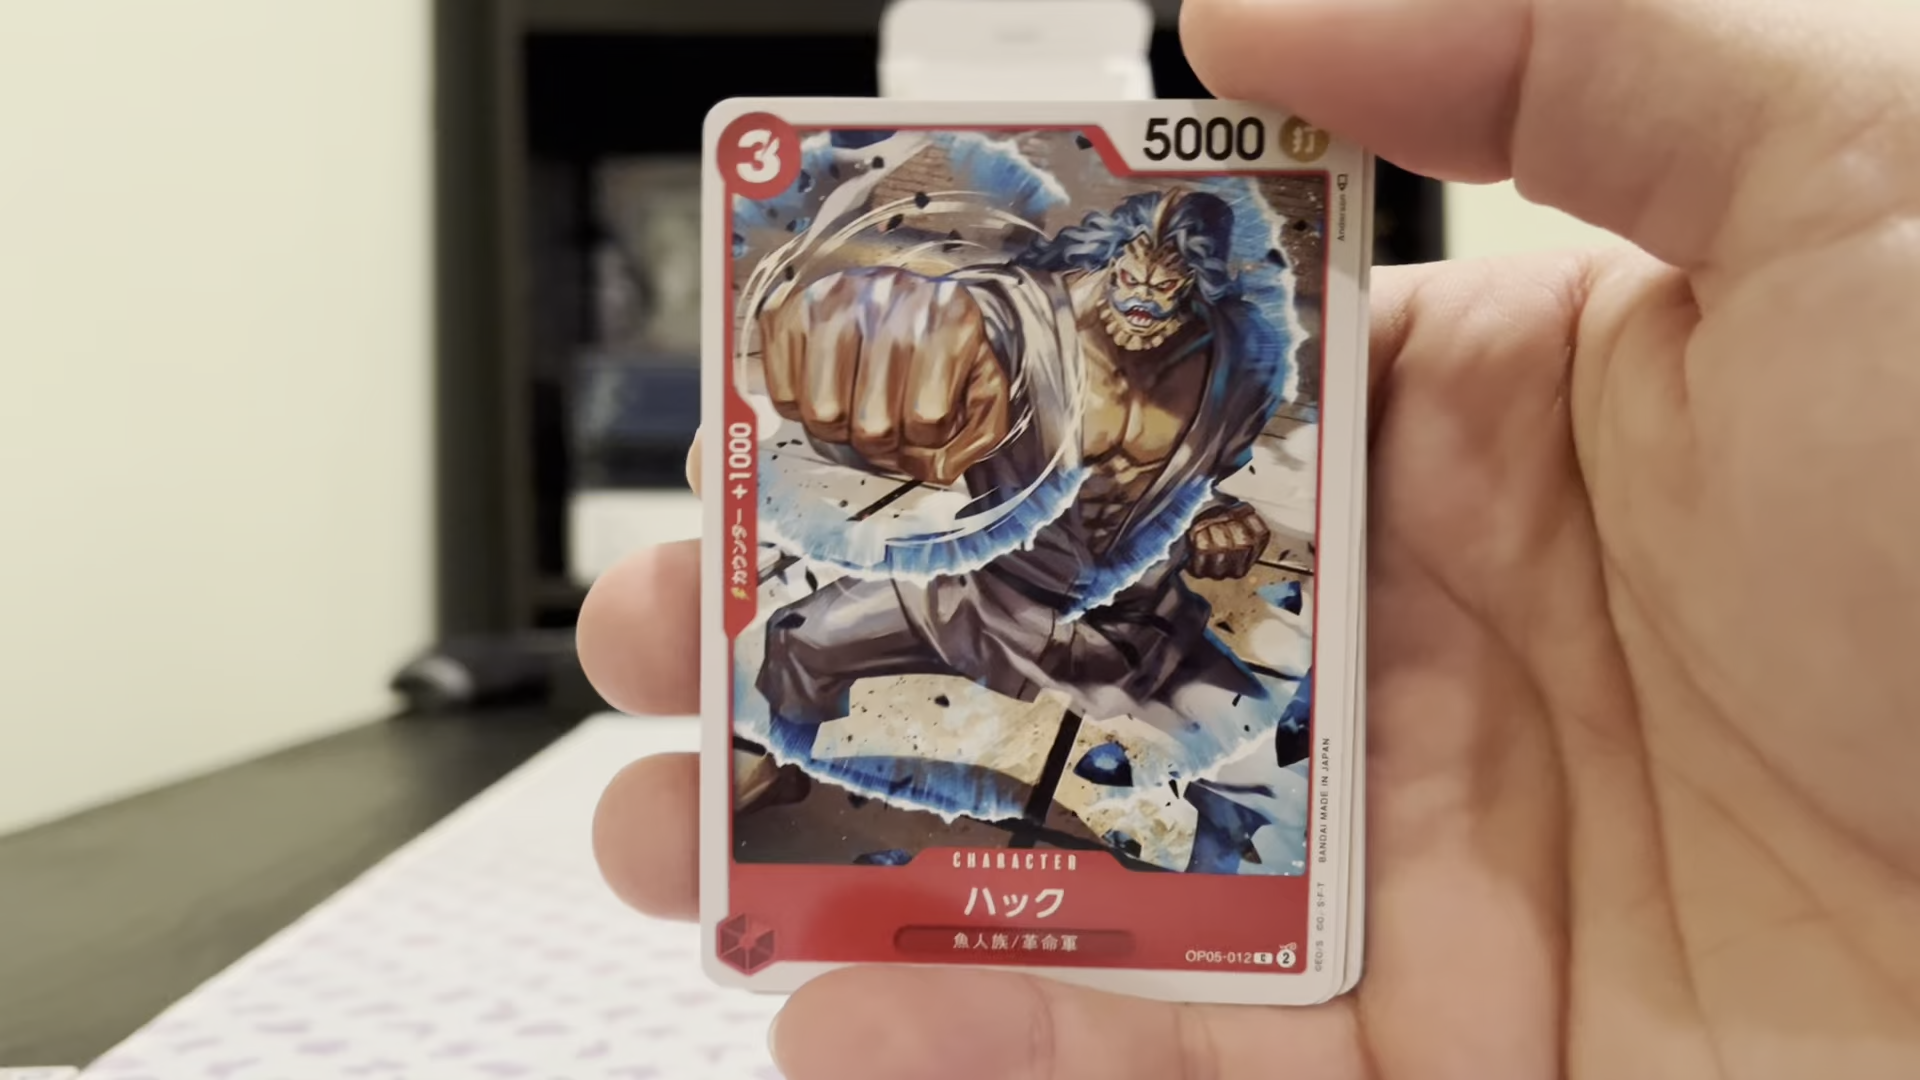 3
5000 打
Anderson
カウンター +1000
CHARACTER
ハック
魚人族/革命軍
OP05-012 C 2
BANDAI MADE IN JAPAN